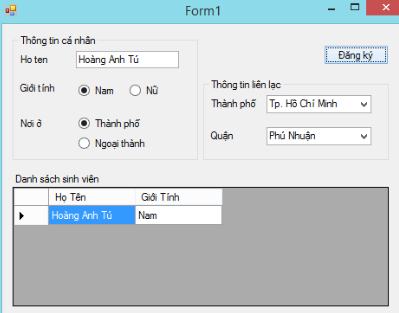 Form1
Thông tin cá nhân
Ho ten
Hoàng Anh Tú
Đăng ký
Giới tính
Nam
Nữ
Thông tin liên lạc
Thành phố
Tp. Hồ Chí Minh
Nơi ở
Thành phố
Ngoại thành
Quận
Phú Nhuận
Danh sách sinh viên
Họ Tên
Giới Tính
Hoàng Anh Tú
Nam